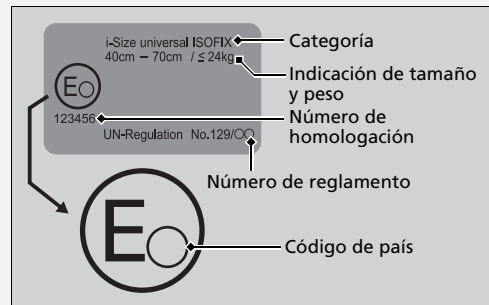 i-Size universal ISOFIX
40cm – 70cm / ≤ 24kg
E
123456
UN-Regulation No.129/○○
Categoría
Indicación de tamaño
y peso
Número de
homologación
Número de reglamento
E
Código de país